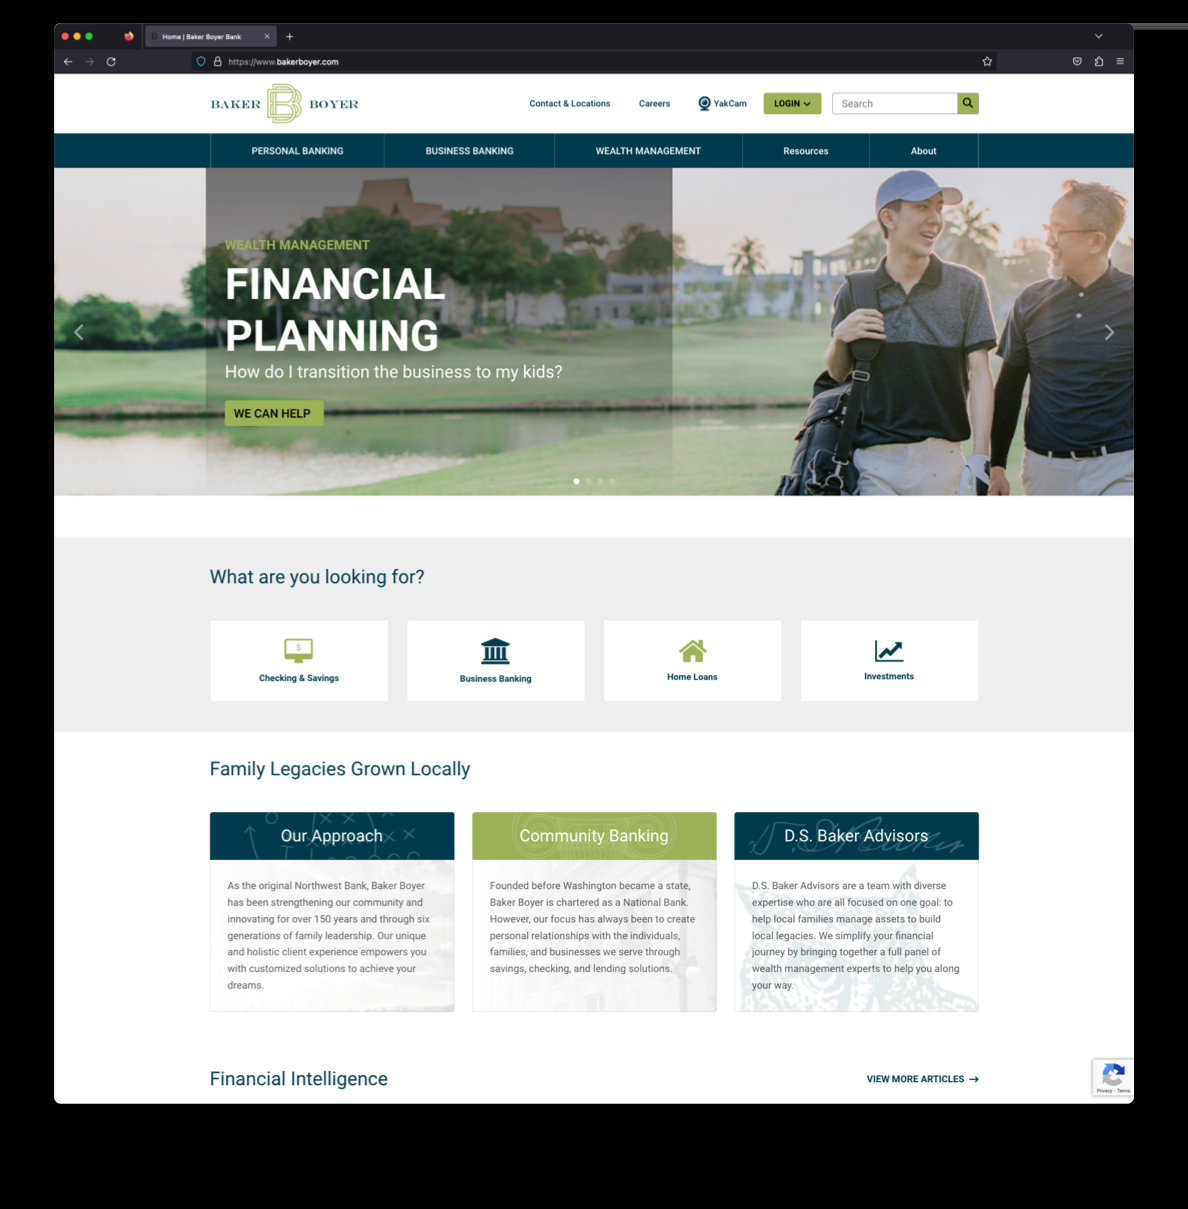 Home | Baker Boyer Bank
https://www.bakerboyer.com
BAKER B BOYER
Contact & Locations
Careers
YakCam
LOGIN
Search
PERSONAL BANKING
BUSINESS BANKING
WEALTH MANAGEMENT
Resources
About
WEALTH MANAGEMENT
FINANCIAL
PLANNING
How do I transition the business to my kids?
WE CAN HELP
What are you looking for?
$
Checking & Savings
Business Banking
Home Loans
Investments
Family Legacies Grown Locally
Our Approach
As the original Northwest Bank, Baker Boyer
has been strengthening our community and
innovating for over 150 years and through six
generations of family leadership. Our unique
and holistic client experience empowers you
with customized solutions to achieve your
dreams.
Community Banking
Founded before Washington became a state,
Baker Boyer is chartered as a National Bank.
However, our focus has always been to create
personal relationships with the individuals,
families, and businesses we serve through
savings, checking, and lending solutions.
D.S. Baker Advisors
D.S. Baker Advisors are a team with diverse
expertise who are all focused on one goal: to
help local families manage assets to build
local legacies. We simplify your financial
journey by bringing together a full panel of
wealth management experts to help you along
your way.
Financial Intelligence
VIEW MORE ARTICLES →
Privacy - Terms